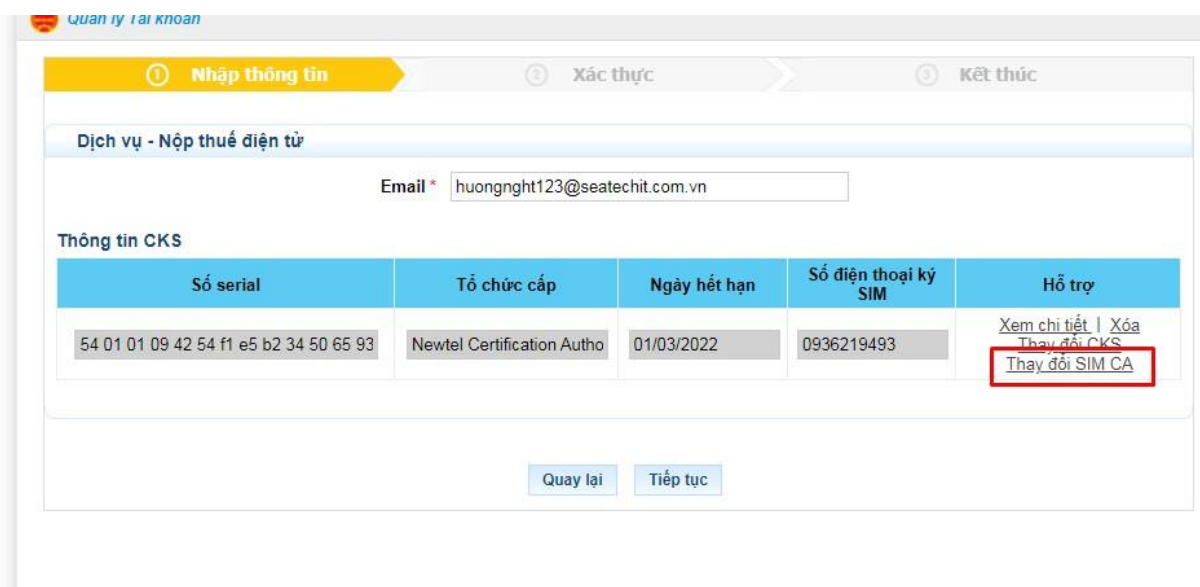 Quản lý Tài khoản
1 Nhập thông tin 2 Xác thực 3 Kết thúc
Dịch vụ - Nộp thuế điện tử
Email * huongnght123@seatechit.com.vn
Thông tin CKS
Số serial Tổ chức cấp Ngày hết hạn Số điện thoại ký SIM Hỗ trợ
54 01 01 09 42 54 f1 e5 b2 34 50 65 93 Newtel Certification Autho 01/03/2022 0936219493 Xem chi tiết | Xóa
Thay đổi CKS
Thay đổi SIM CA
Quay lại Tiếp tục